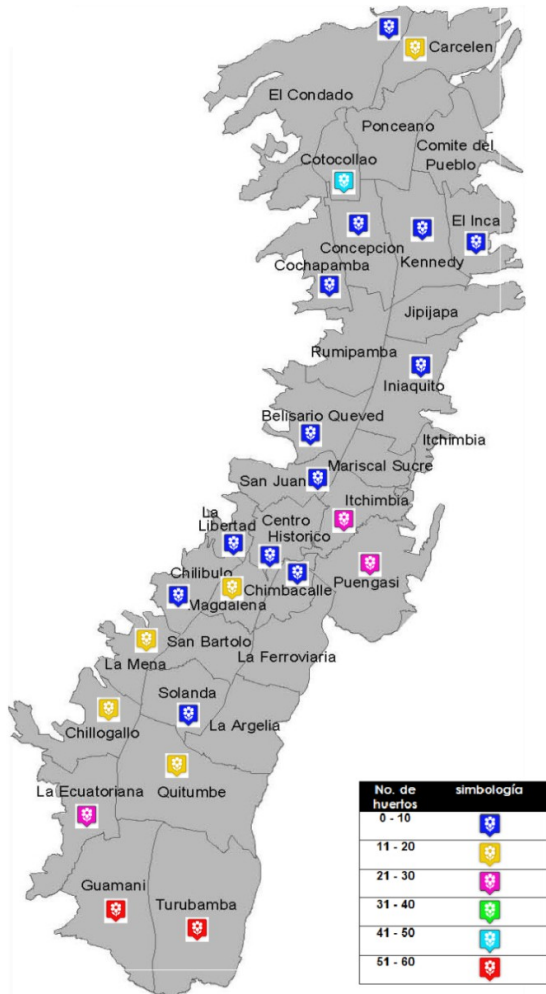 Carcelen
El Condado
Ponceano
Comite del
Pueblo
Cotocollao
El Inca
Concepcion
Kennedy
Cochapamba
Jipijapa
Rumipamba
Iniaquito
Belisario Queved
Itchimbia
Mariscal Sucre
San Juan
Itchimbia
La
Libertad
Centro
Historico
Chilibulo
Puengasi
Magdalena
Chimbacalle
San Bartolo
La Mena
La Ferroviaria
Solanda
La Argelia
Chillogallo
La Ecuatoriana
Quitumbe
Guamani
Turubamba
No. de
huertos
simbología
0 - 10
11 - 20
21 - 30
31 - 40
41 - 50
51 - 60